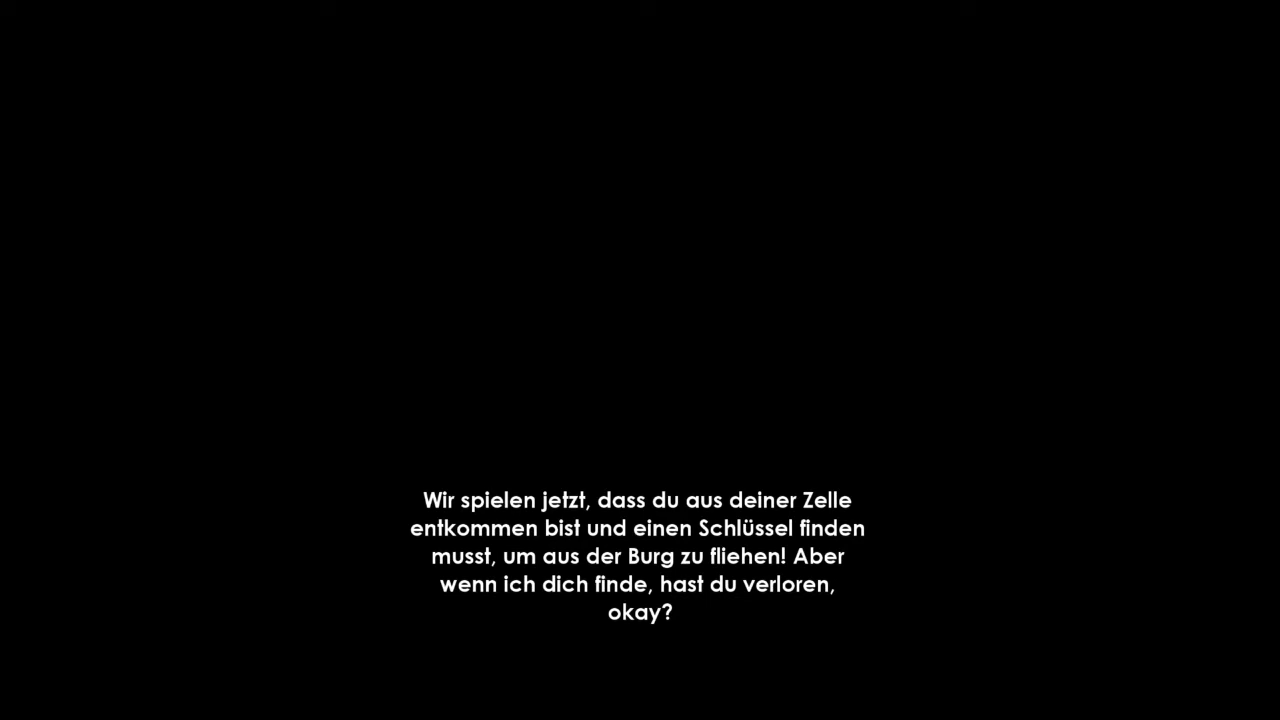 Wir spielen jetzt, dass du aus deiner Zelle
entkommen bist und einen Schlüssel finden
musst, um aus der Burg zu fliehen! Aber
wenn ich dich finde, hast du verloren,
okay?